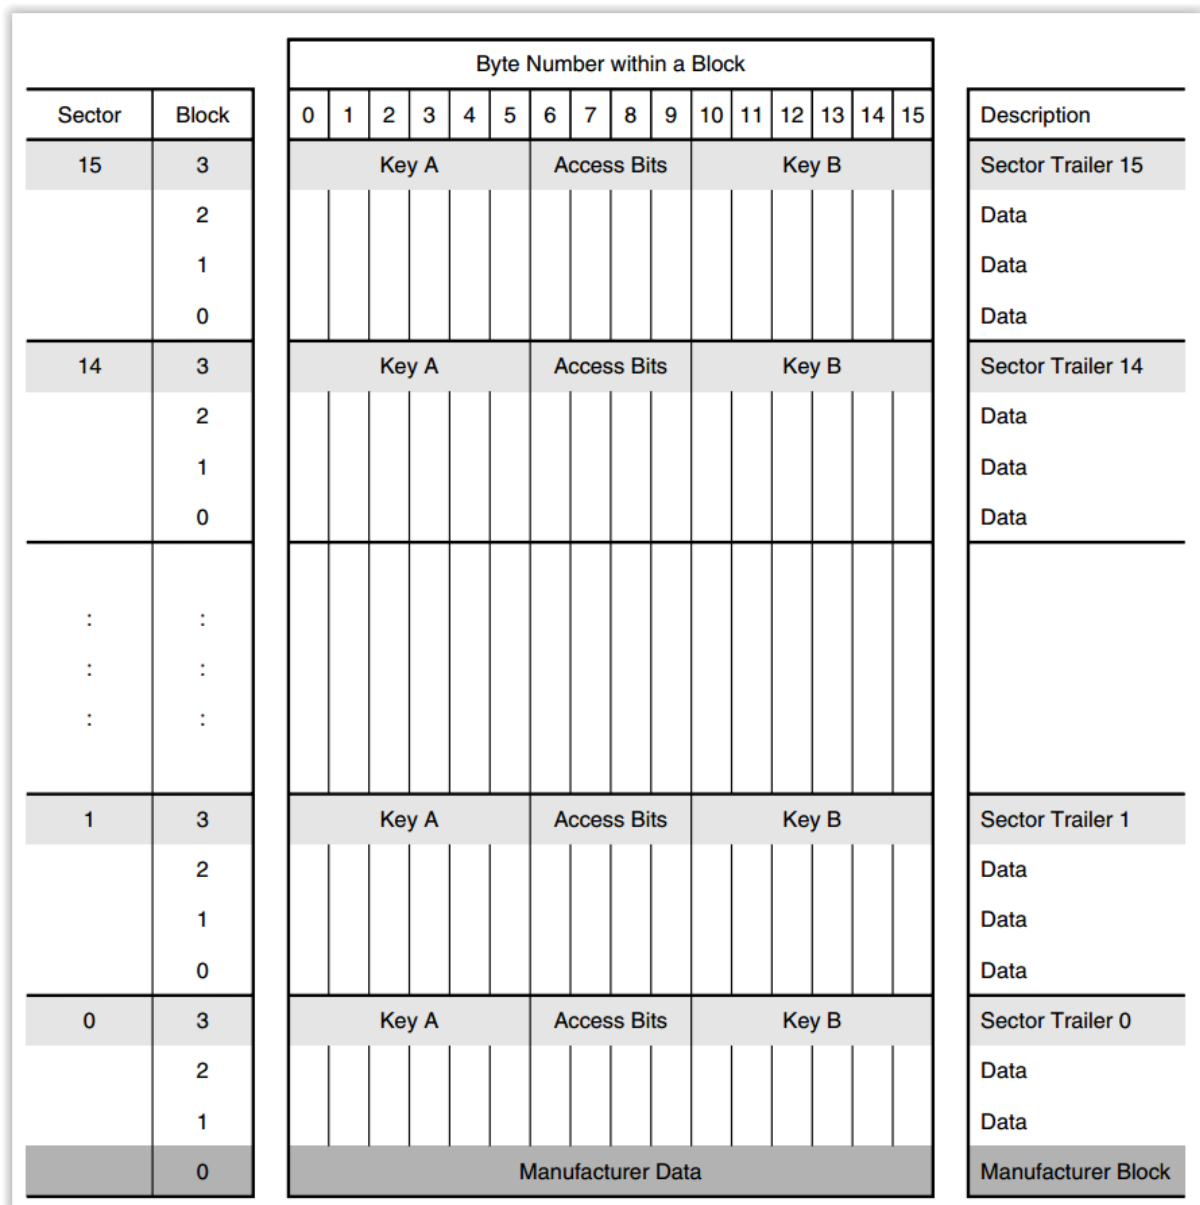 Byte Number within a Block
Sector Block 0 1 2 3 4 5 6 7 8 9 10 11 12 13 14 15 Description
15 3 Key A Access Bits Key B Sector Trailer 15
2 Data
1 Data
0 Data
14 3 Key A Access Bits Key B Sector Trailer 14
2 Data
1 Data
0 Data
: :
: :
: :
1 3 Key A Access Bits Key B Sector Trailer 1
2 Data
1 Data
0 Data
0 3 Key A Access Bits Key B Sector Trailer 0
2 Data
1 Data
0 Manufacturer Data Manufacturer Block